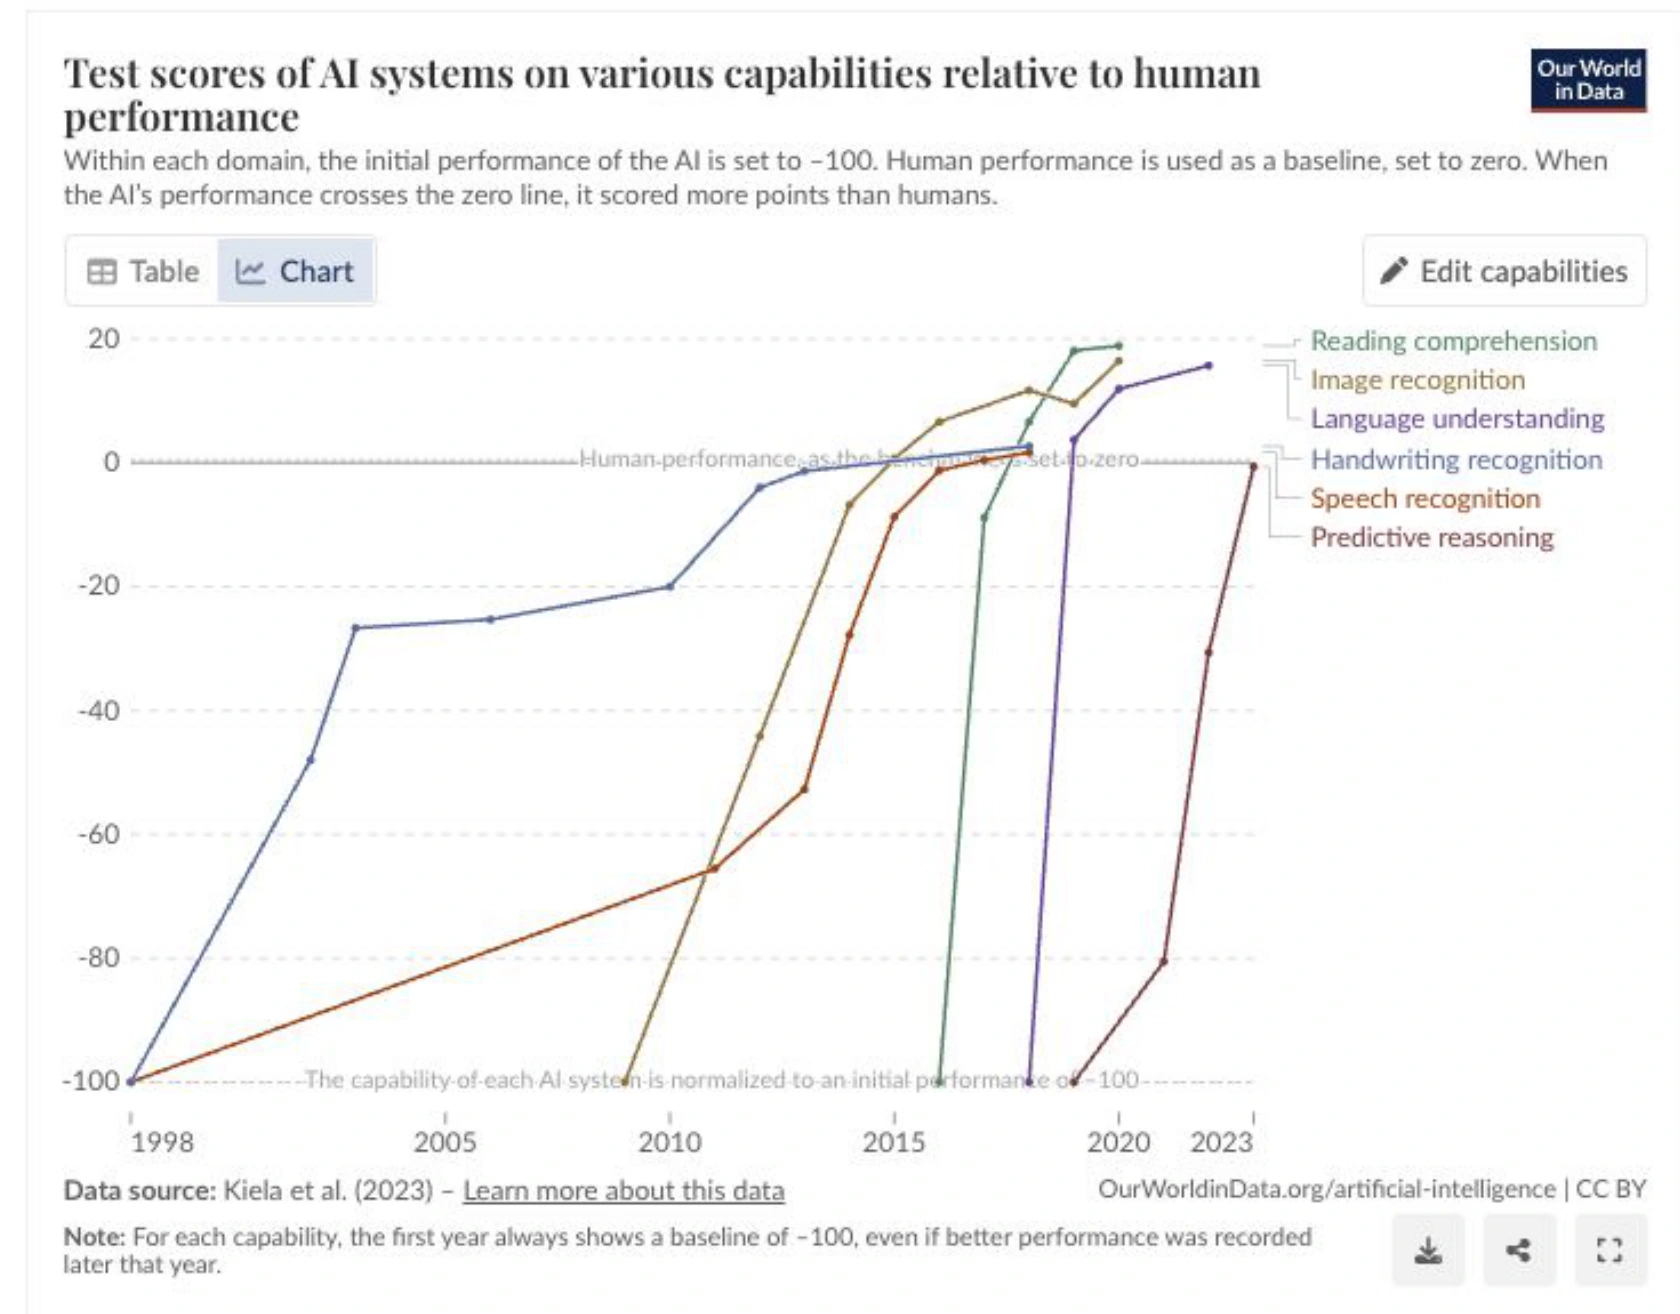 Test scores of AI systems on various capabilities relative to human
performance
Our World
in Data
Within each domain, the initial performance of the AI is set to −100. Human performance is used as a baseline, set to zero. When
the AI's performance crosses the zero line, it scored more points than humans.
Table
Chart
Edit capabilities
20
0
-20
-40
-60
-80
-100
Human performance, as the benchmark, is set to zero
The capability of each AI system is normalized to an initial performance of −100
Reading comprehension
Image recognition
Language understanding
Handwriting recognition
Speech recognition
Predictive reasoning
1998
2005
2010
2015
2020
2023
Data source: Kiela et al. (2023) – Learn more about this data
OurWorldinData.org/artificial-intelligence | CC BY
Note: For each capability, the first year always shows a baseline of −100, even if better performance was recorded
later that year.